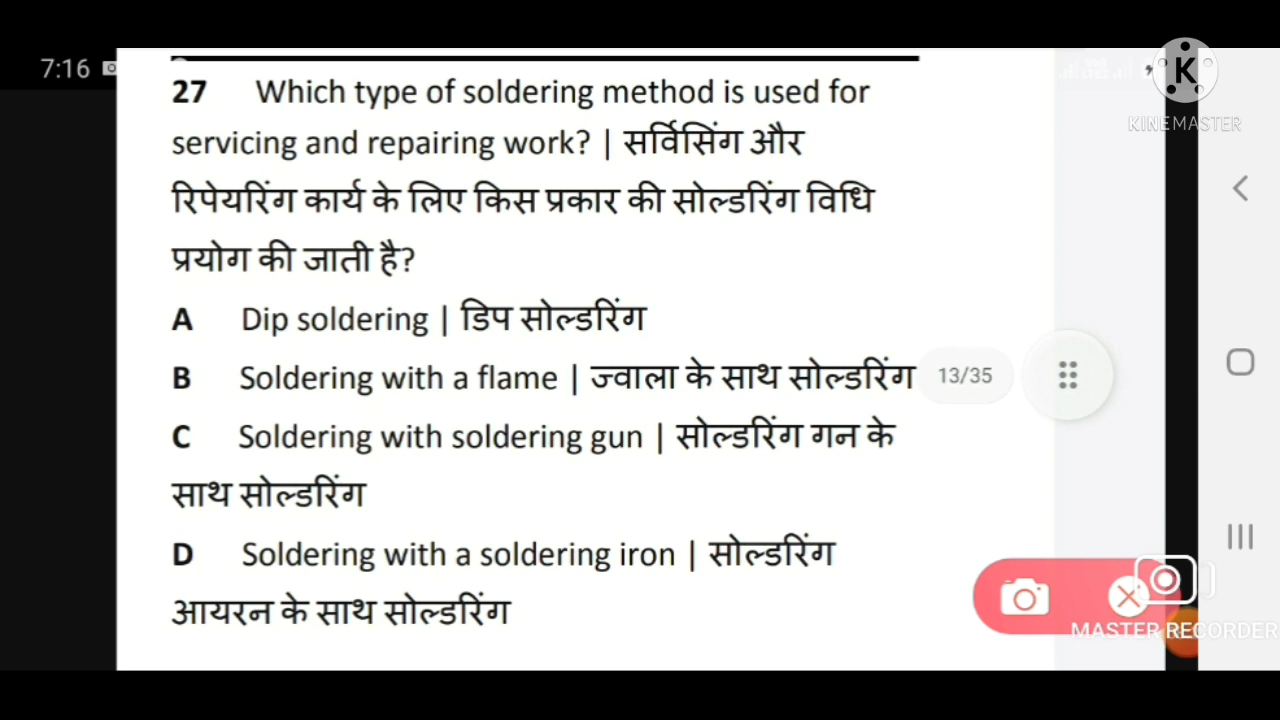 7:16
K
KINEMASTER
27 Which type of soldering method is used for
servicing and repairing work? | सर्विसिंग और
रिपेयरिंग कार्य के लिए किस प्रकार की सोल्डरिंग विधि
प्रयोग की जाती है?
A Dip soldering | डिप सोल्डरिंग
B Soldering with a flame | ज्वाला के साथ सोल्डरिंग
13/35
C Soldering with soldering gun | सोल्डरिंग गन के
साथ सोल्डरिंग
D Soldering with a soldering iron | सोल्डरिंग
आयरन के साथ सोल्डरिंग
MASTER RECORDER